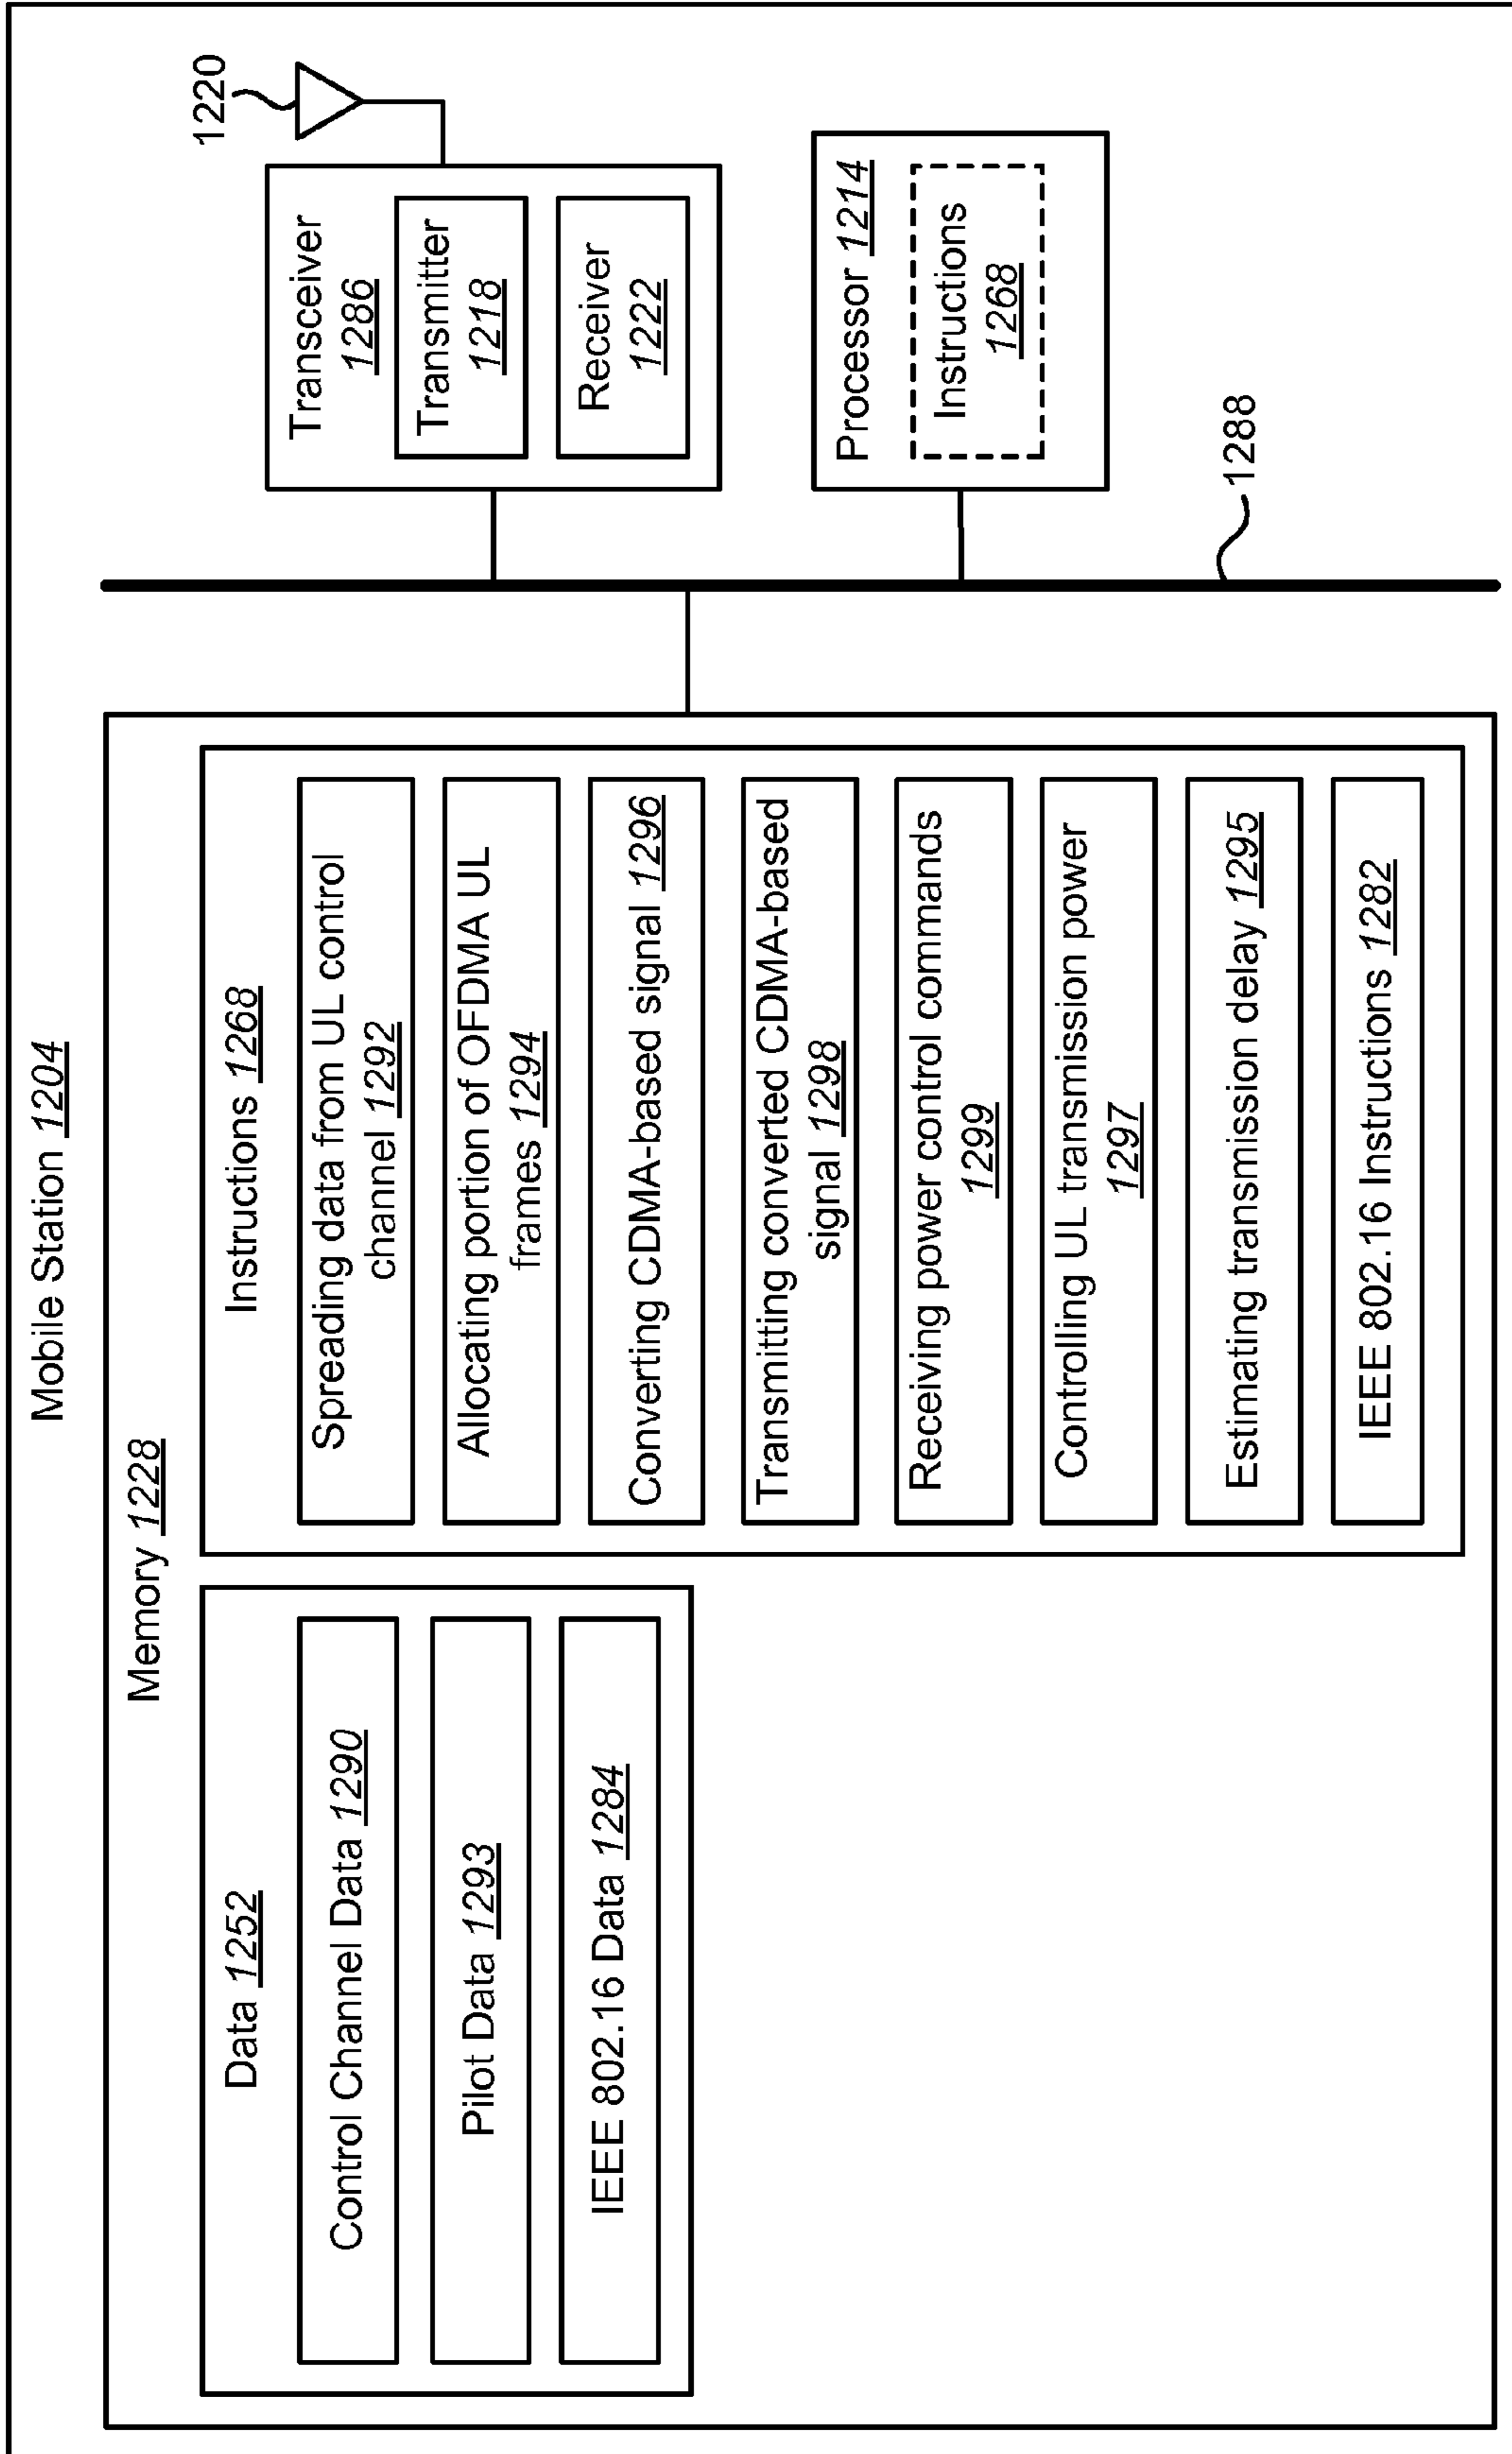 Mobile Station 1204
Memory 1228
Data 1252
Control Channel Data 1290
Pilot Data 1293
IEEE 802.16 Data 1284
Instructions 1268
Spreading data from UL control
channel 1292
Allocating portion of OFDMA UL
frames 1294
Converting CDMA-based signal 1296
Transmitting converted CDMA-based
signal 1298
Receiving power control commands
1299
Controlling UL transmission power
1297
Estimating transmission delay 1295
IEEE 802.16 Instructions 1282
1220
Transceiver
1286
Transmitter
1218
Receiver
1222
Processor 1214
Instructions
1268
1288